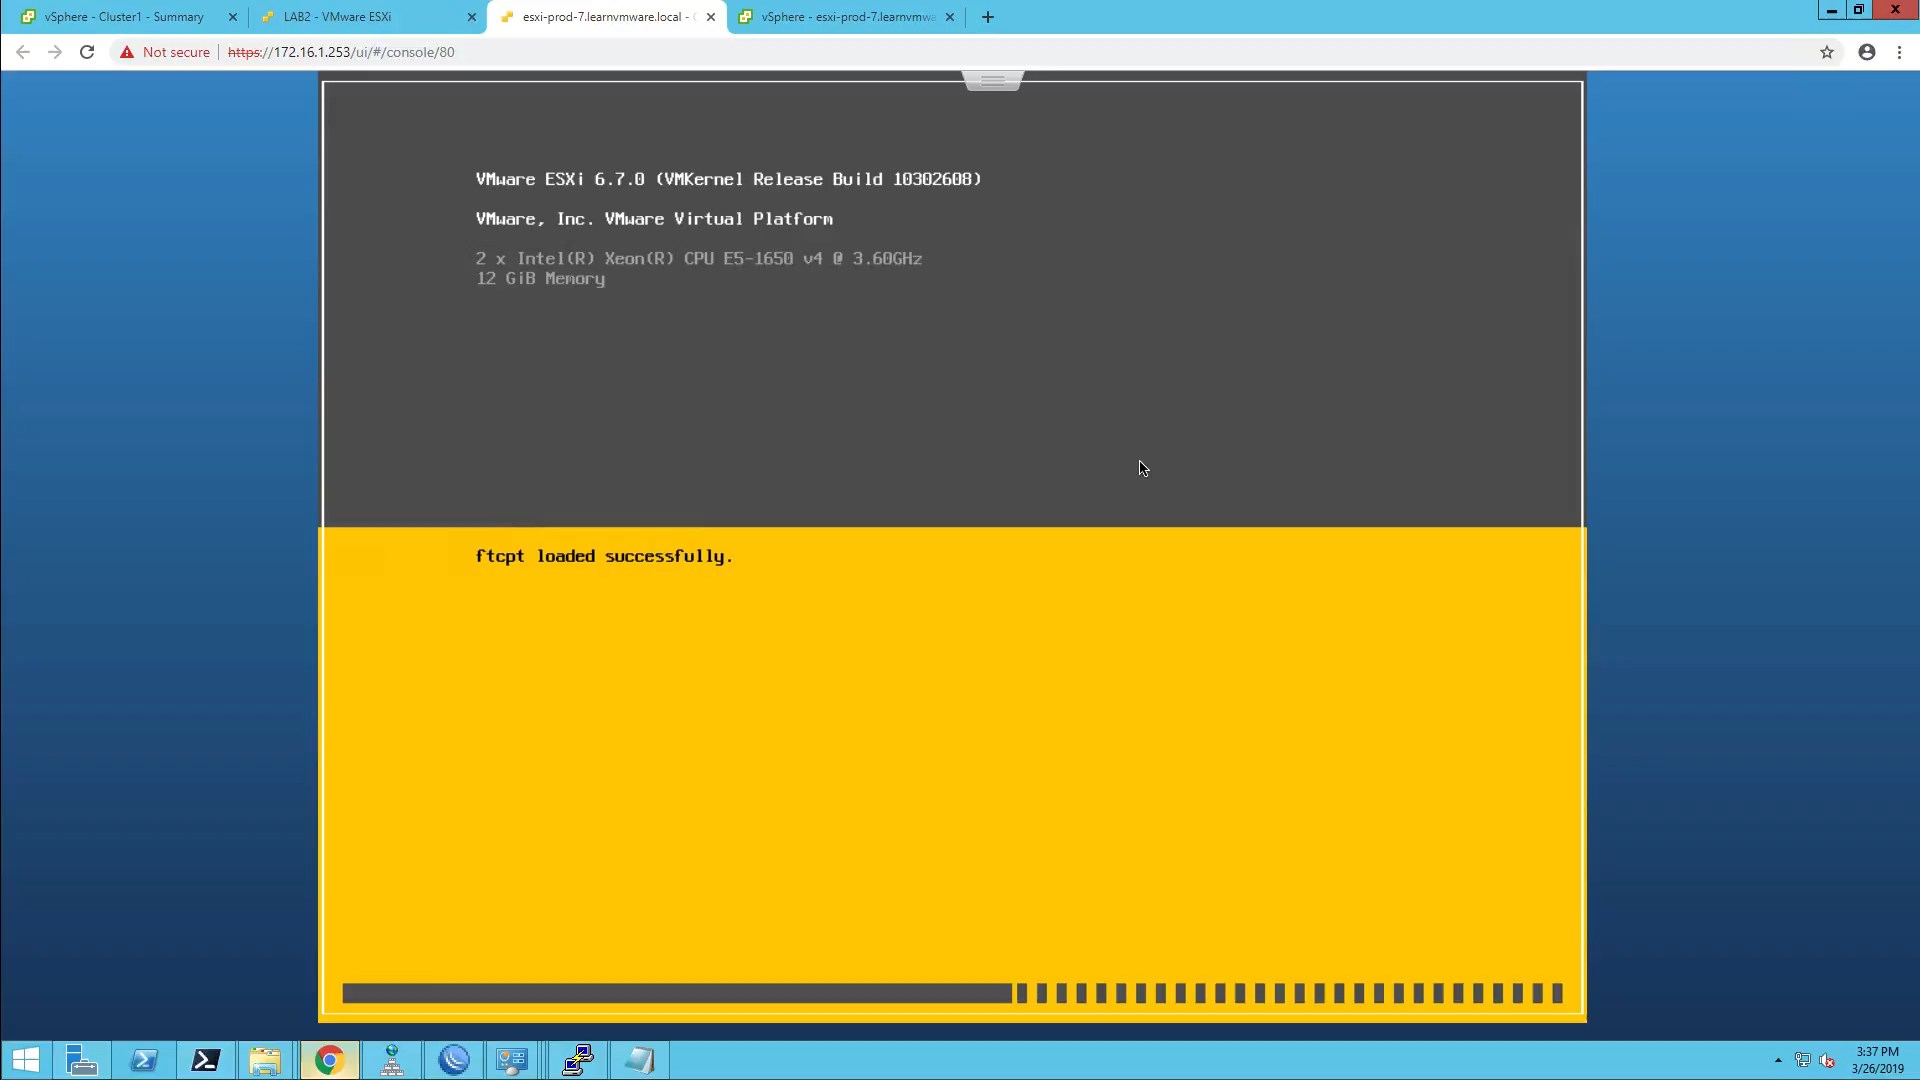 vSphere - Cluster1 - Summary
LAB2 - VMware ESXi
esxi-prod-7.learnvmware.local -
vSphere - esxi-prod-7.learnvmwa
Not secure
https://172.16.1.253/ui/#/console/80
VMware ESXi 6.7.0 (VMKernel Release Build 10302608)
VMware, Inc. VMware Virtual Platform
2 x Intel(R) Xeon(R) CPU E5-1650 v4 @ 3.60GHz
12 GiB Memory
ftcpt loaded successfully.
3:37 PM
3/26/2019